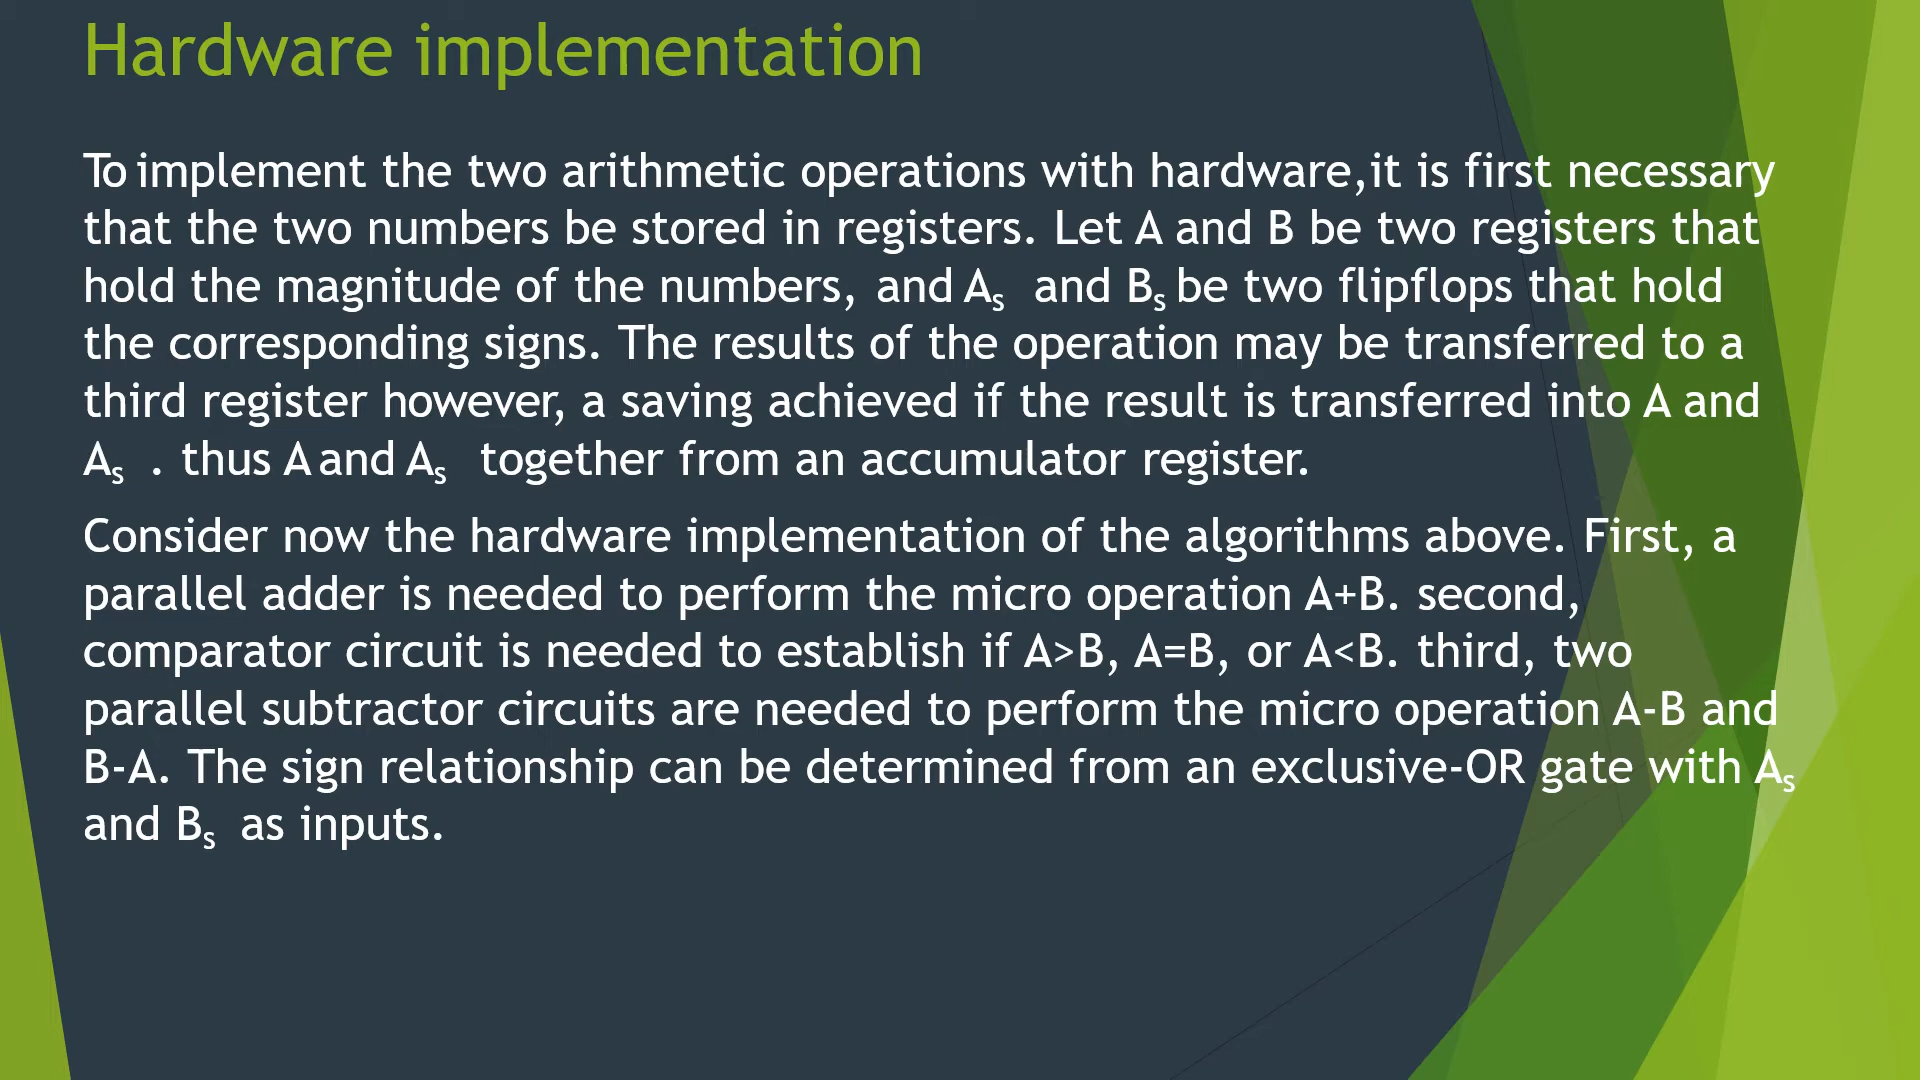 Hardware implementation
To implement the two arithmetic operations with hardware,it is first necessary
that the two numbers be stored in registers. Let A and B be two registers that
hold the magnitude of the numbers, and As and Bs be two flipflops that hold
the corresponding signs. The results of the operation may be transferred to a
third register however, a saving achieved if the result is transferred into A and
As . thus A and As together from an accumulator register.
Consider now the hardware implementation of the algorithms above. First, a
parallel adder is needed to perform the micro operation A+B. second,
comparator circuit is needed to establish if A>B, A=B, or A<B. third, two
parallel subtractor circuits are needed to perform the micro operation A-B and
B-A. The sign relationship can be determined from an exclusive-OR gate with As
and Bs as inputs.